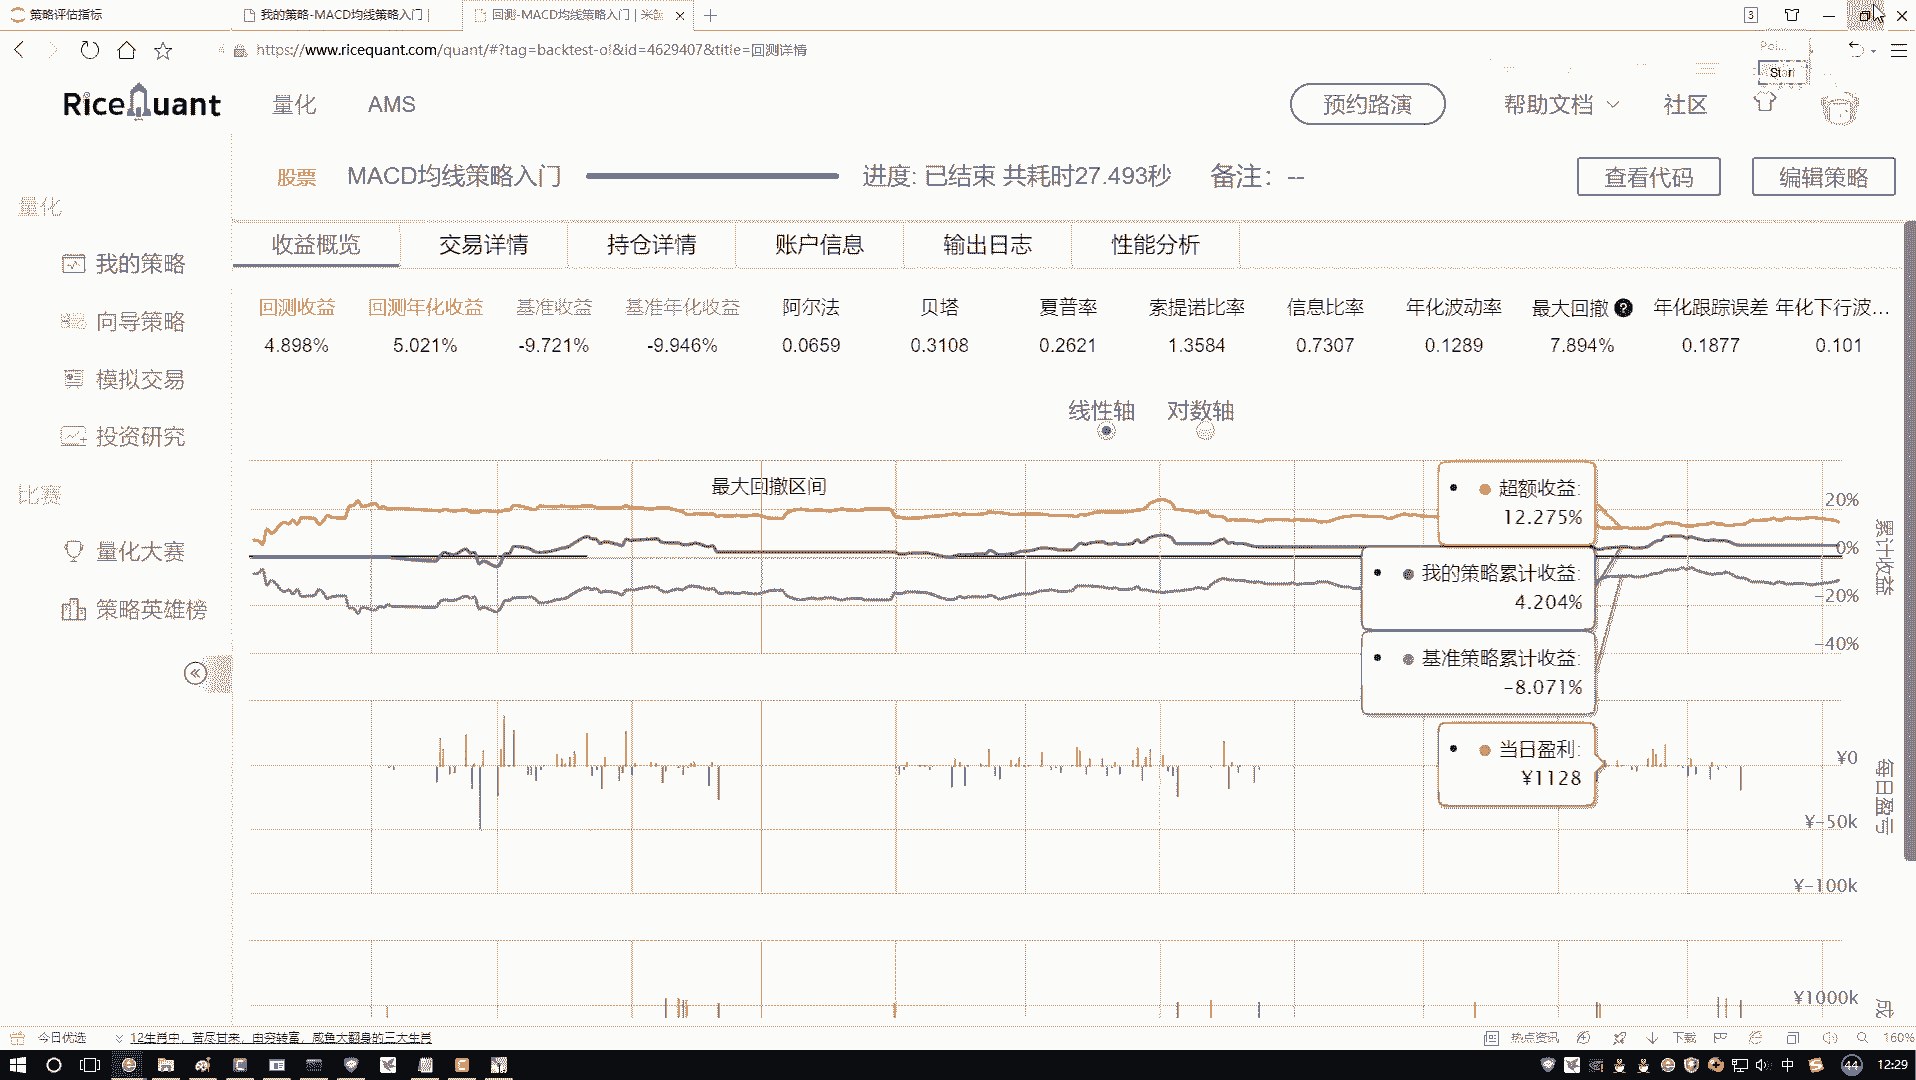 策略评估指标
我的策略-MACD均线策略入门 |
回测-MACD均线策略入门 | 米
3
https://www.ricequant.com/quant/#?tag=backtest-ol&id=4629407&title=回测详情
Poi...
Start
RiceQuant
量化
AMS
预约路演
帮助文档
社区
股票
MACD均线策略入门
进度: 已结束 共耗时27.493秒
备注：--
查看代码
编辑策略
量化
我的策略
向导策略
模拟交易
投资研究
比赛
量化大赛
策略英雄榜
收益概览
交易详情
持仓详情
账户信息
输出日志
性能分析
回测收益 回测年化收益 基准收益 基准年化收益 阿尔法 贝塔 夏普率 索提诺比率 信息比率 年化波动率 最大回撤 ? 年化跟踪误差 年化下行波...
4.898% 5.021% -9.721% -9.946% 0.0659 0.3108 0.2621 1.3584 0.7307 0.1289 7.894% 0.1877 0.101
线性轴 对数轴
最大回撤区间
超额收益:
12.275%
我的策略累计收益:
4.204%
基准策略累计收益:
-8.071%
当日盈利:
¥1128
20%
0%
-20%
-40%
累计收益
¥0
¥-50k
¥-100k
每日盈亏
¥1000k
成
今日优选
12生肖中，苦尽甘来，由穷转富，咸鱼大翻身的三大生肖
热点资讯
下载
160%
中
44
12:29